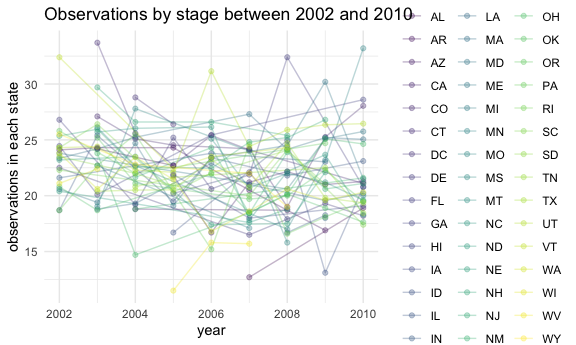 Observations by stage between 2002 and 2010
observations in each state
30
25
20
15
2002
2004
2006
2008
2010
year
AL
AR
AZ
CA
CO
CT
DC
DE
FL
GA
HI
IA
ID
IL
IN
LA
MA
MD
ME
MI
MN
MO
MS
MT
NC
ND
NE
NH
NJ
NM
OH
OK
OR
PA
RI
SC
SD
TN
TX
UT
VT
WA
WI
WV
WY